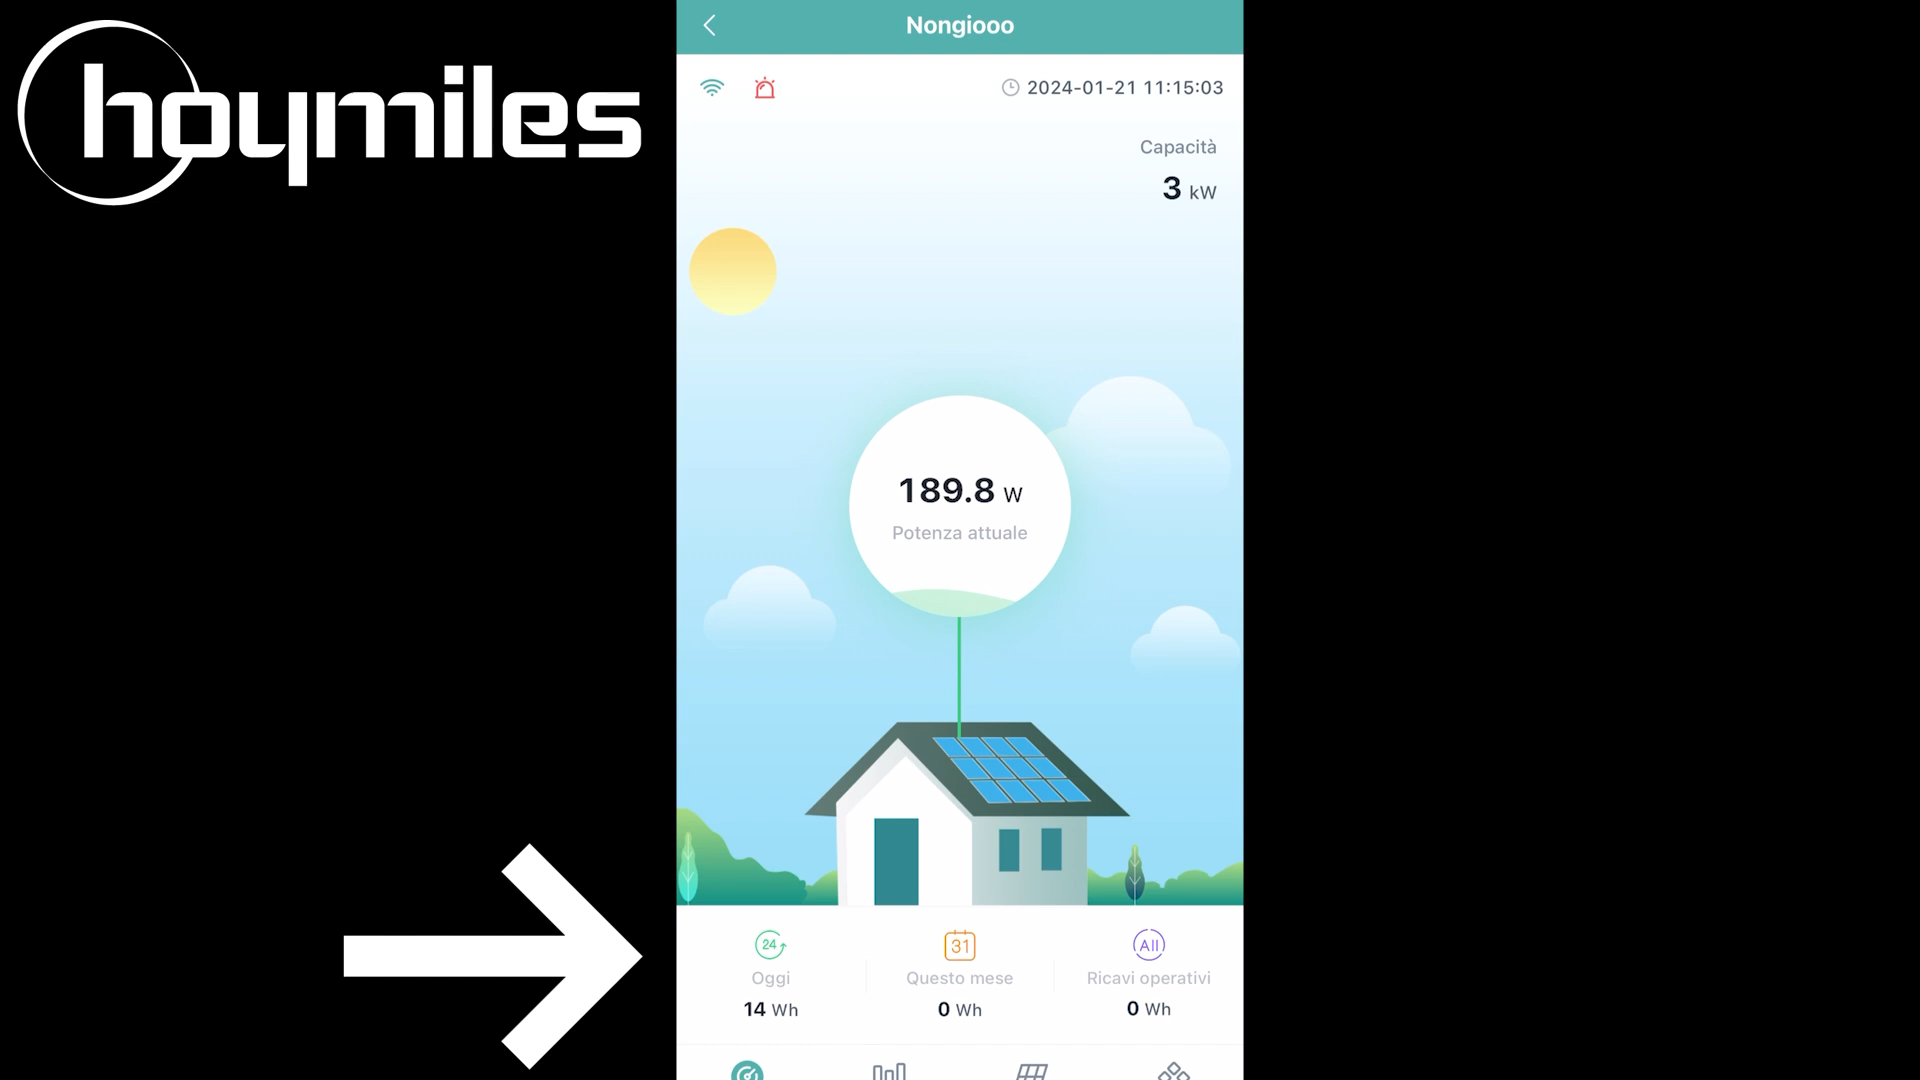 hoymiles
Nongiooo
2024-01-21 11:15:03
Capacità
3 kW
189.8 W
Potenza attuale
24
31
All
Oggi
Questo mese
Ricavi operativi
14 Wh
0 Wh
0 Wh